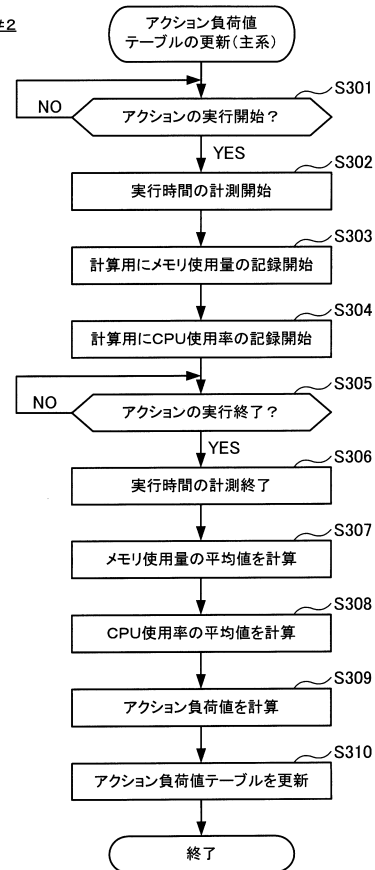 アクション負荷値
テーブルの更新(主系)
S301
NO
アクションの実行開始?
YES
S302
実行時間の計測開始
S303
計算用にメモリ使用量の記録開始
S304
計算用にCPU使用率の記録開始
S305
NO
アクションの実行終了?
YES
S306
実行時間の計測終了
S307
メモリ使用量の平均値を計算
S308
CPU使用率の平均値を計算
S309
アクション負荷値を計算
S310
アクション負荷値テーブルを更新
終了